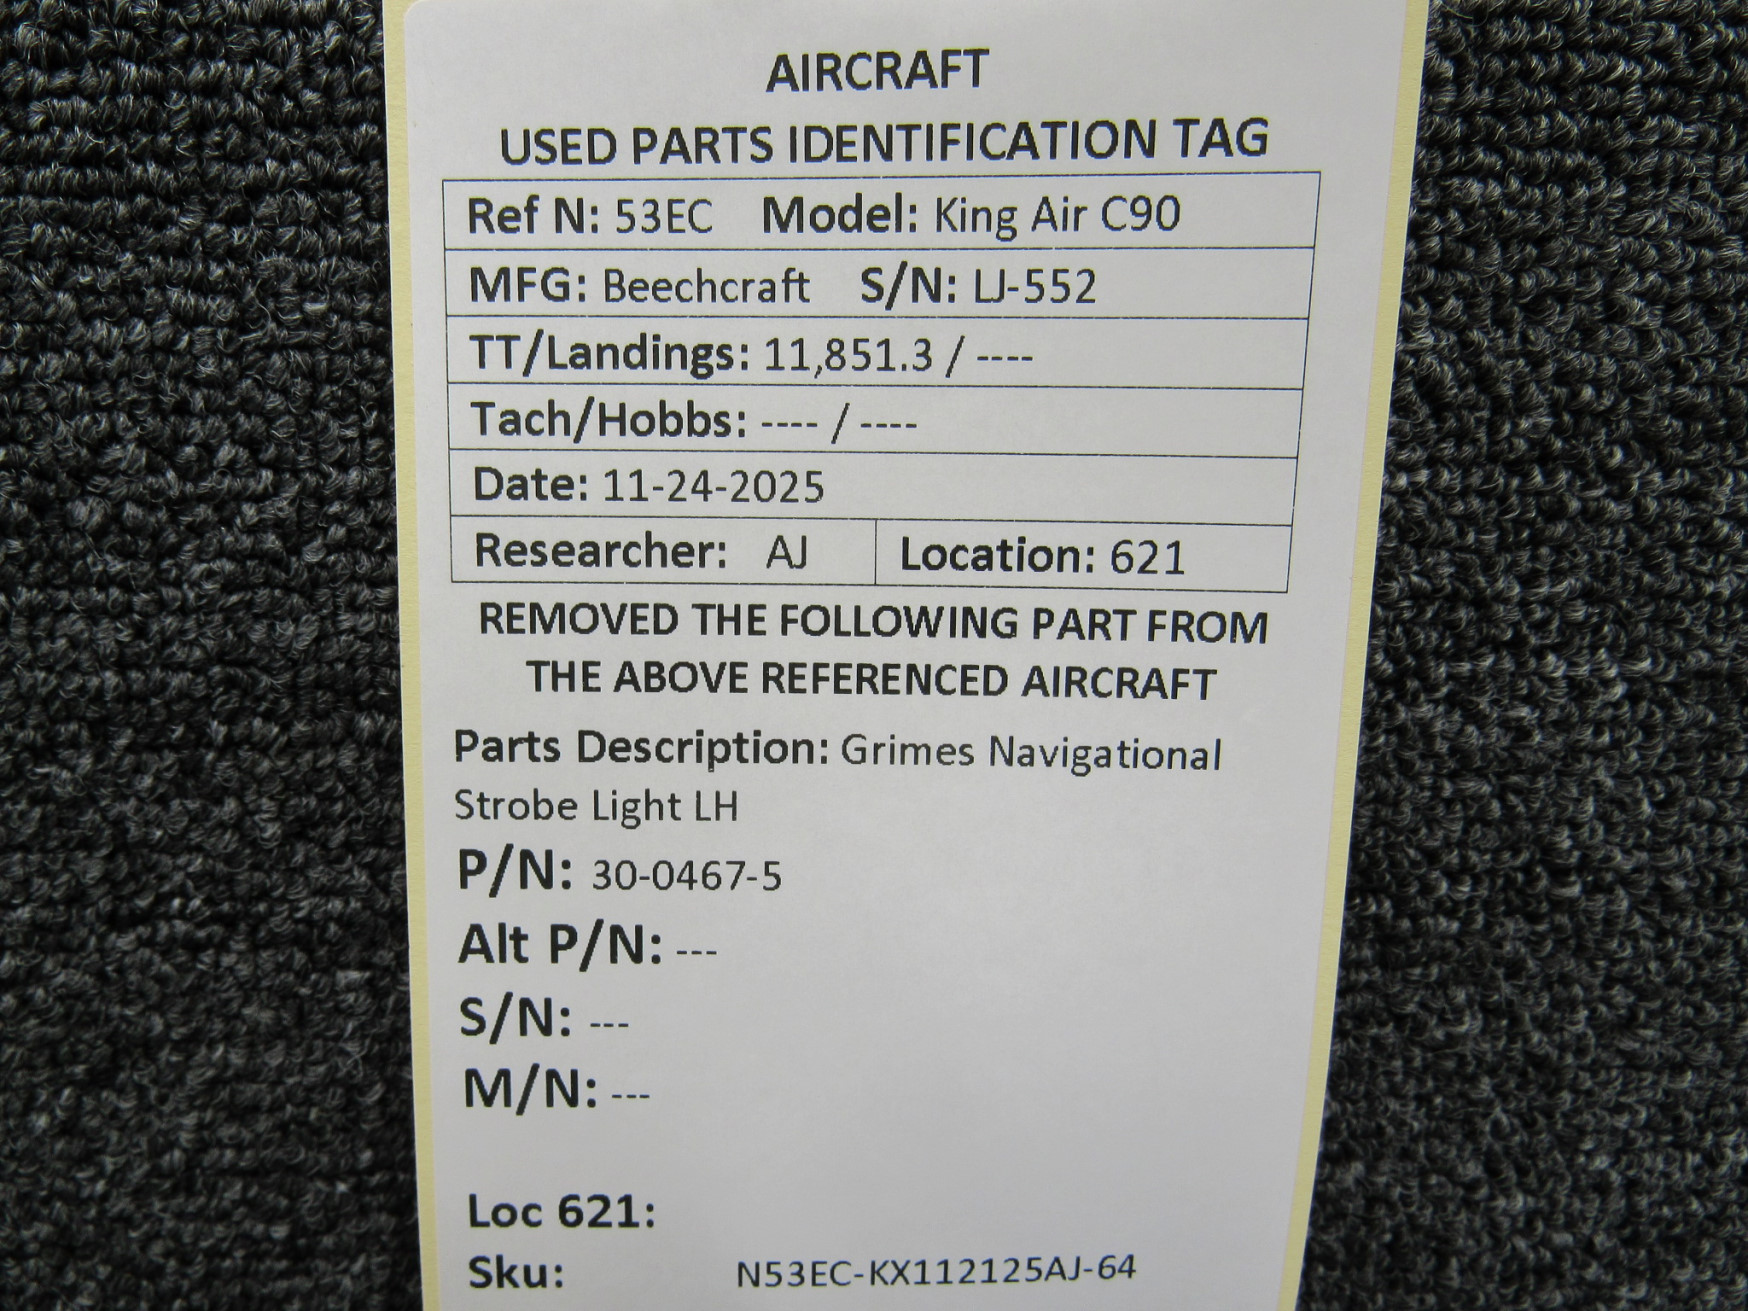 AIRCRAFT
USED PARTS IDENTIFICATION TAG
Ref N: 53EC Model: King Air C90
MFG: Beechcraft S/N: LJ-552
TT/Landings: 11,851.3 / ----
Tach/Hobbs: ---- / ----
Date: 11-24-2025
Researcher: AJ Location: 621
REMOVED THE FOLLOWING PART FROM
THE ABOVE REFERENCED AIRCRAFT
Parts Description: Grimes Navigational
Strobe Light LH
P/N: 30-0467-5
Alt P/N: ---
S/N: ---
M/N: ---
Loc 621:
Sku: N53EC-KX112125AJ-64